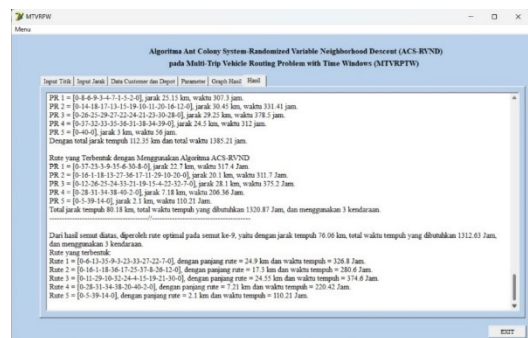 MTVRPW
Menu
Algoritma Ant Colony System-Randomized Variable Neighborhood Descent (ACS-RVND)
pada Multi-Trip Vehicle Routing Problem with Time Windows (MTVRPTW)
Input Titik Input Jarak Data Customer dan Depot Parameter Graph Hasil Hasil
PR 1 = [0-8-6-9-3-4-7-1-5-2-0], jarak 25.15 km, waktu 307.3 jam.
PR 2 = [0-14-18-17-13-15-19-10-11-20-16-12-0], jarak 30.45 km, waktu 331.41 jam.
PR 3 = [0-26-25-29-27-22-24-21-23-30-28-0], jarak 29.25 km, waktu 378.5 jam.
PR 4 = [0-37-32-33-35-36-31-38-34-39-0], jarak 24.5 km, waktu 312 jam.
PR 5 = [0-40-0], jarak 3 km, waktu 56 jam.
Dengan total jarak tempuh 112.35 km dan total waktu 1385.21 jam.
Rute yang Terbentuk dengan Menggunakan Algoritma ACS-RVND
PR 1 = [0-37-23-3-9-35-6-30-8-0], jarak 22.7 km, waktu 317.4 Jam.
PR 2 = [0-16-1-18-13-27-36-17-11-29-10-20-0], jarak 20.1 km, waktu 311.7 Jam.
PR 3 = [0-12-26-25-24-33-21-19-15-4-22-32-7-0], jarak 28.1 km, waktu 375.2 Jam.
PR 4 = [0-28-31-34-38-40-2-0], jarak 7.18 km, waktu 206.36 Jam.
PR 5 = [0-5-39-14-0], jarak 2.1 km, waktu 110.21 Jam.
Total jarak tempuh 80.18 km, total waktu tempuh yang dibutuhkan 1320.87 Jam, dan menggunakan 3 kendaraan.
Dari hasil semut diatas, diperoleh rute optimal pada semut ke-9, yaitu dengan jarak tempuh 76.06 km, total waktu tempuh yang dibutuhkan 1312.63 Jam,
dan menggunakan 3 kendaraan.
Rute yang terbentuk:
Rute 1 = [0-6-13-35-9-3-23-33-27-22-7-0], dengan panjang rute = 24.9 km dan waktu tempuh = 326.8 Jam.
Rute 2 = [0-16-1-18-36-17-25-37-8-26-12-0], dengan panjang rute = 17.3 km dan waktu tempuh = 280.6 Jam.
Rute 3 = [0-11-29-10-32-24-4-15-19-21-30-0], dengan panjang rute = 24.55 km dan waktu tempuh = 374.6 Jam.
Rute 4 = [0-28-31-34-38-20-40-2-0], dengan panjang rute = 7.21 km dan waktu tempuh = 220.42 Jam.
Rute 5 = [0-5-39-14-0], dengan panjang rute = 2.1 km dan waktu tempuh = 110.21 Jam.
EXIT